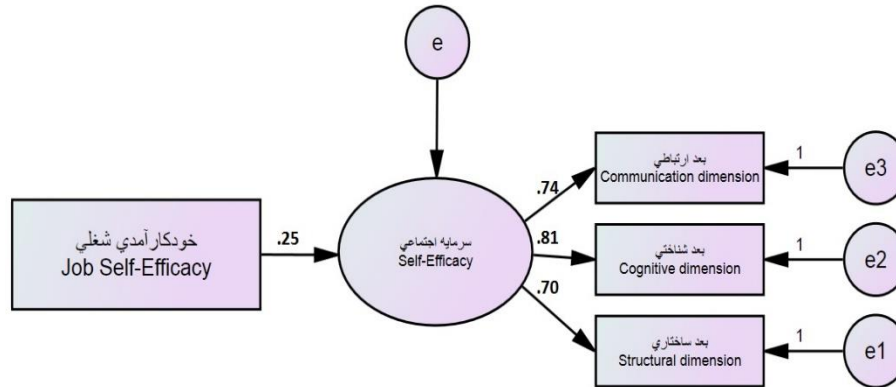 e
بعد ارتباطي
Communication dimension
1
e3
.74
خودكارآمدي شغلي
Job Self-Efficacy
.25
سرمايه اجتماعي
Self-Efficacy
.81
بعد شناختي
Cognitive dimension
1
e2
.70
بعد ساختاري
Structural dimension
1
e1